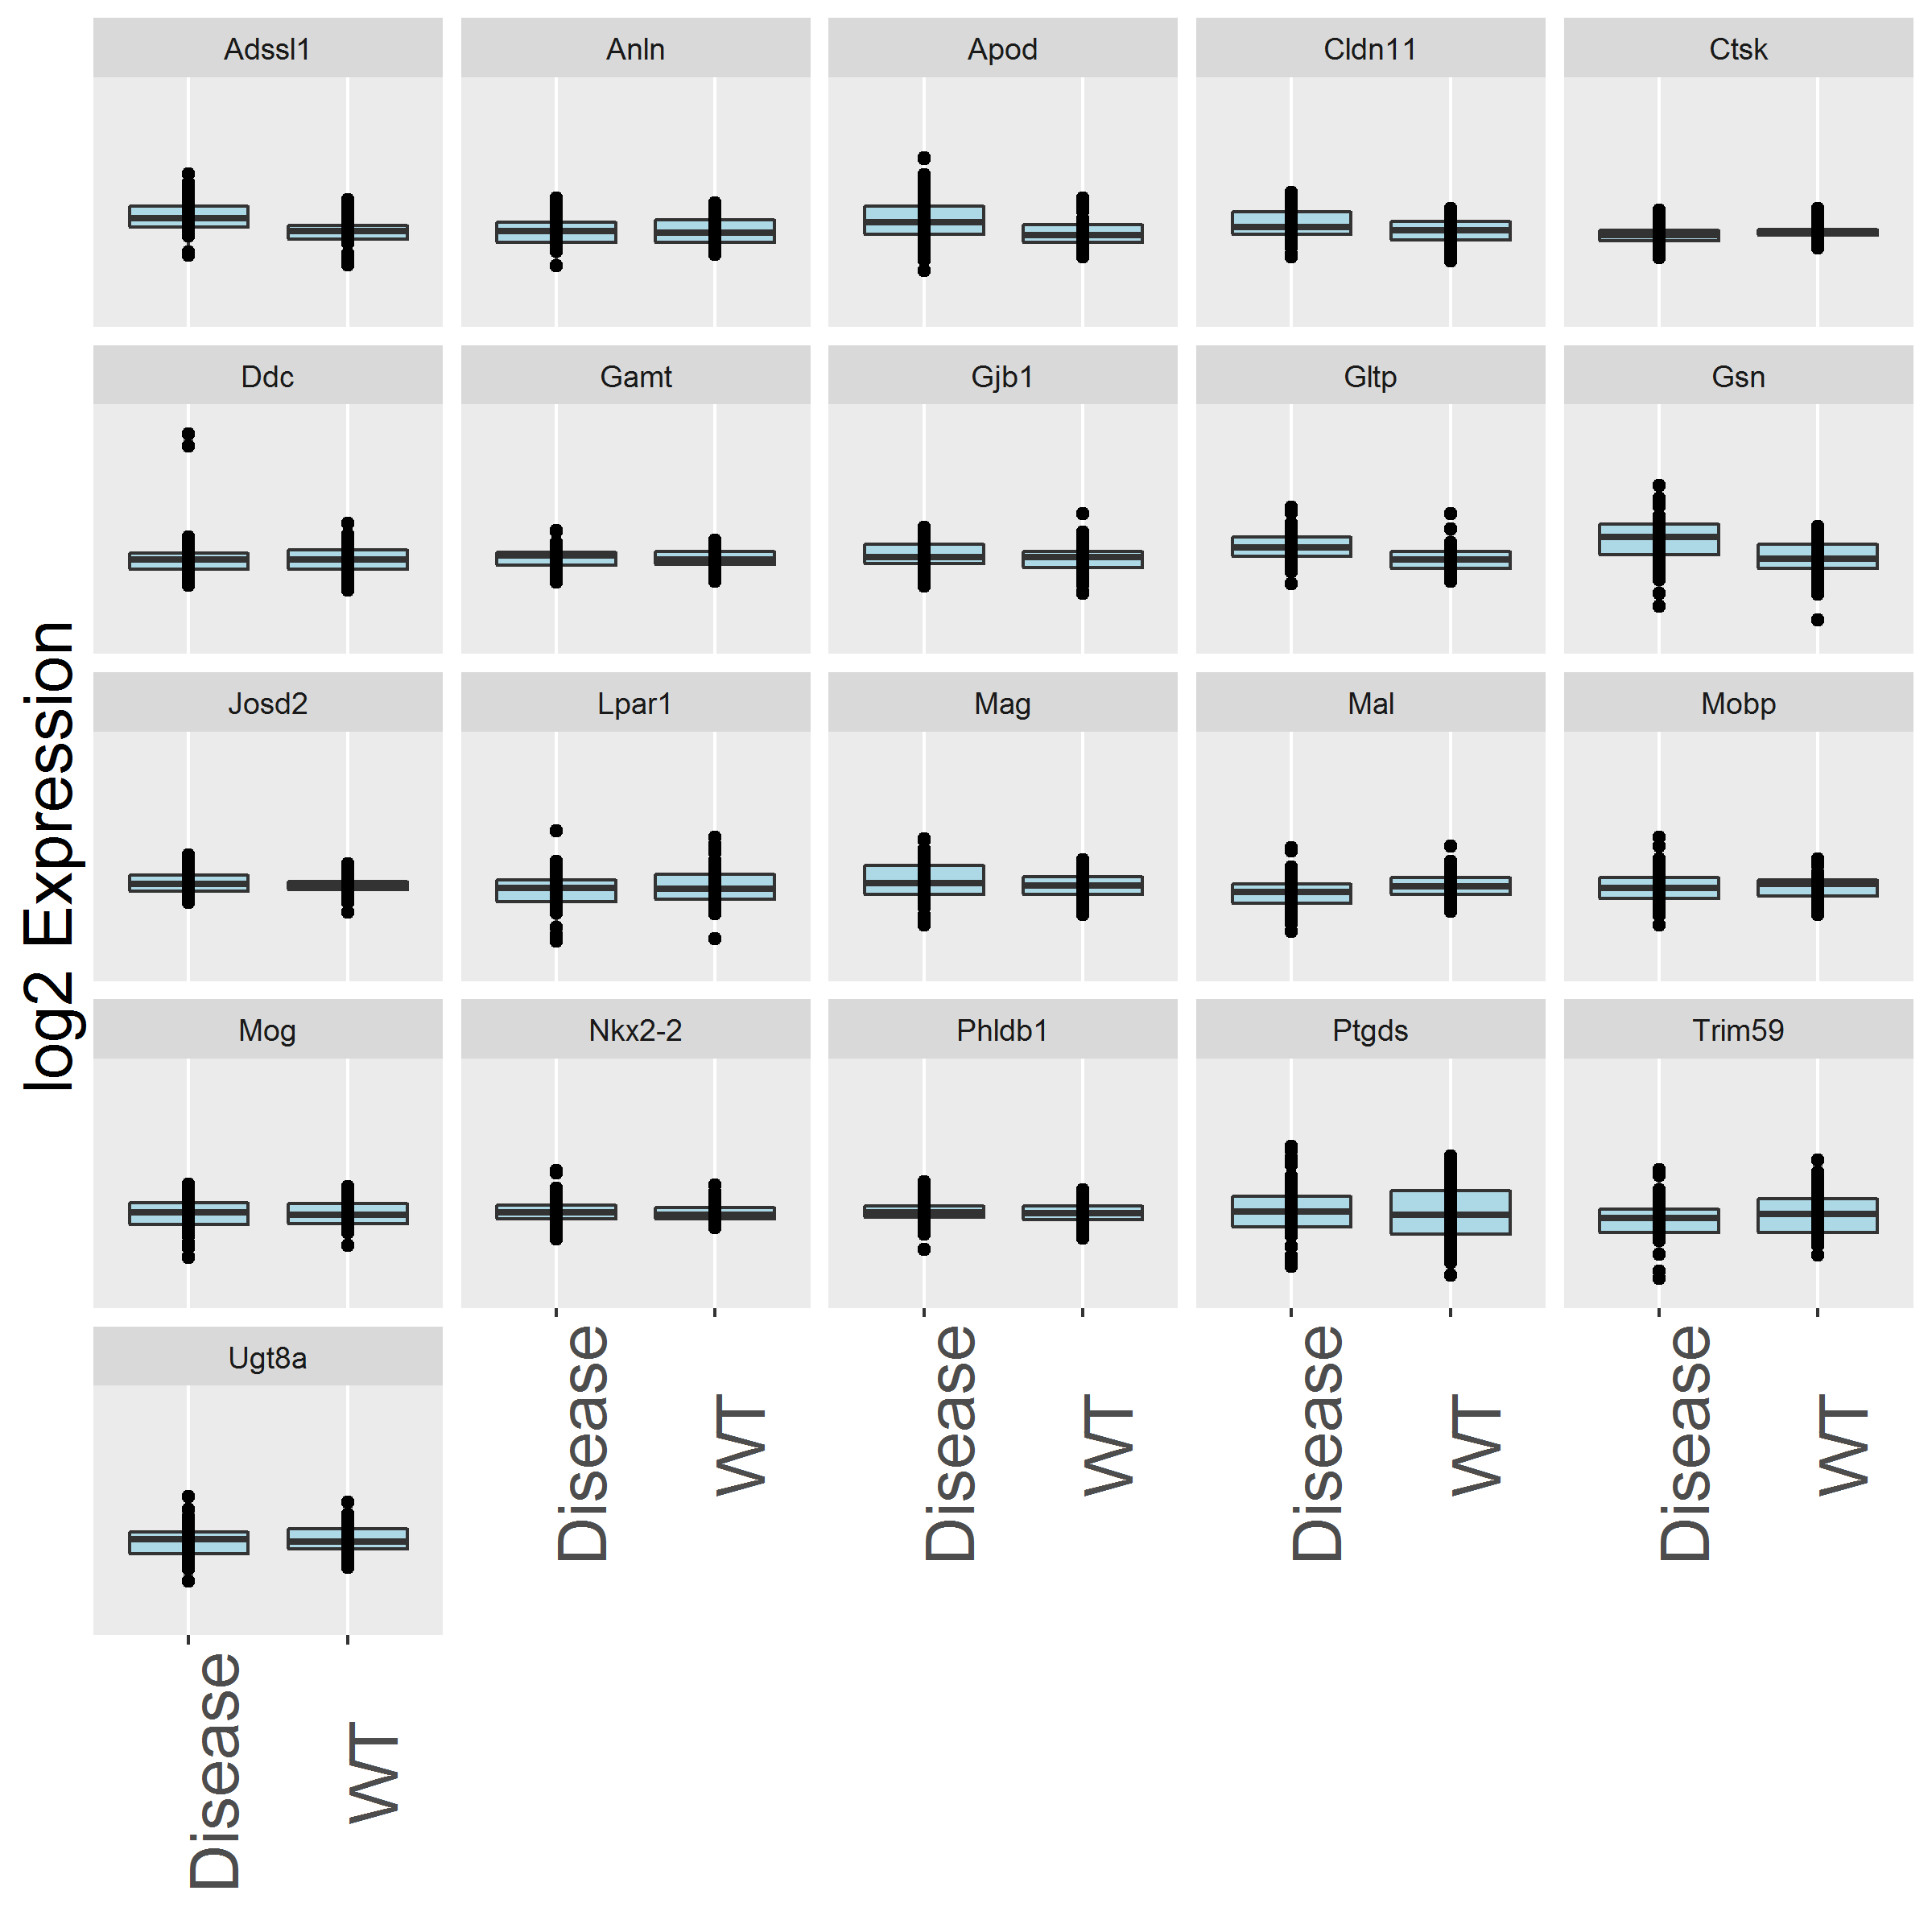 Adssl1 Anln Apod Cldn11 Ctsk
Ddc Gamt Gjb1 Gltp Gsn
log2 Expression
Josd2 Lpar1 Mag Mal Mobp
Mog Nkx2-2 Phldb1 Ptgds Trim59
Ugt8a
Disease WT Disease WT Disease WT Disease WT
Disease WT